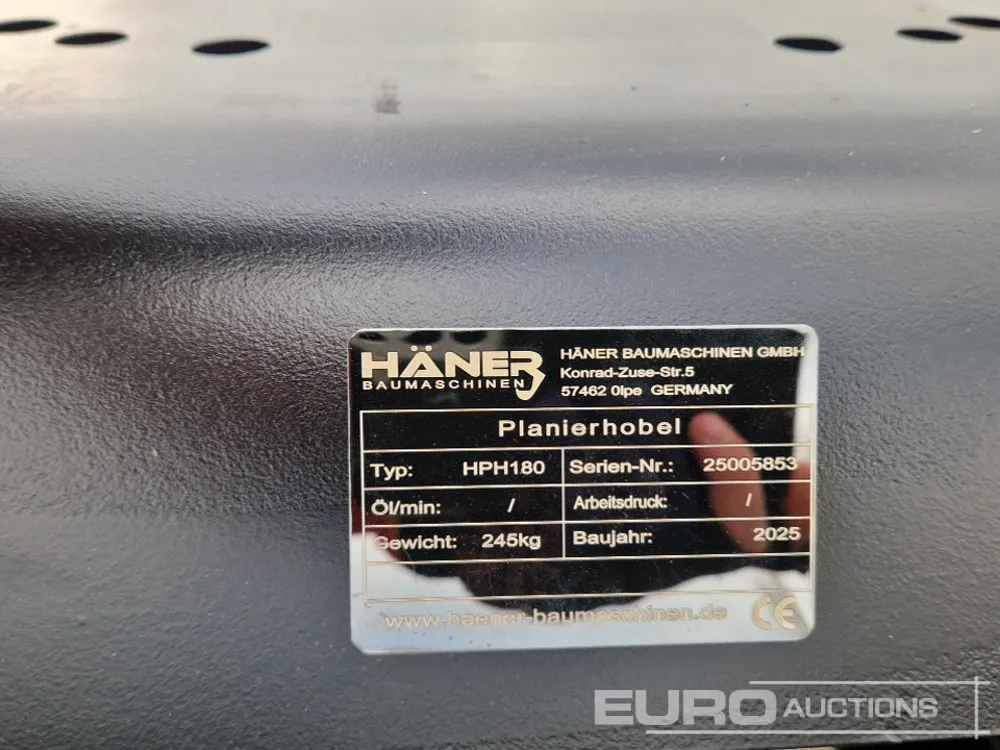 HÄNER
BAUMASCHINEN
HÄNER BAUMASCHINEN GMBH
Konrad-Zuse-Str.5
57462 Olpe GERMANY
Planierhobel
Typ: HPH180 Serien-Nr.: 25005853
Öl/min: / Arbeitsdruck: /
Gewicht: 245kg Baujahr: 2025
www.haener-baumaschinen.de CE
EURO AUCTIONS